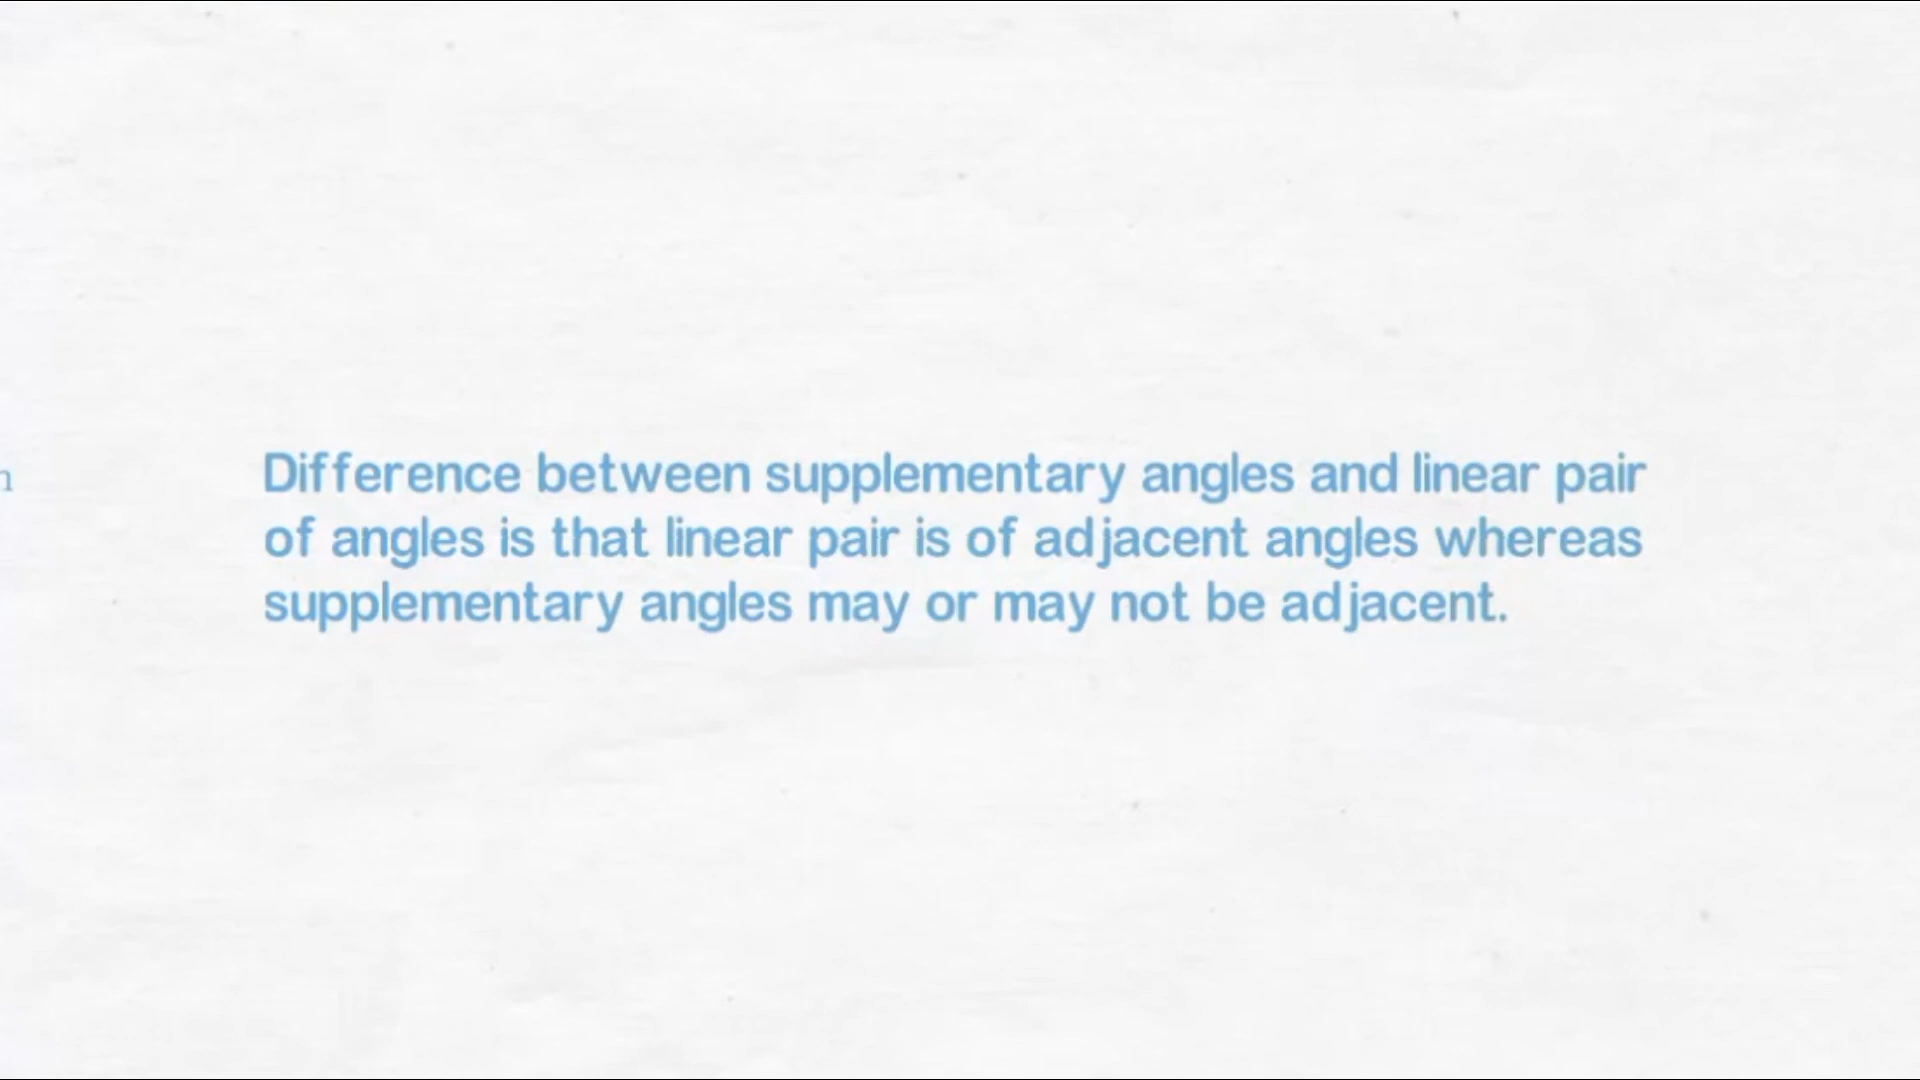 Difference between supplementary angles and linear pair
of angles is that linear pair is of adjacent angles whereas
supplementary angles may or may not be adjacent.